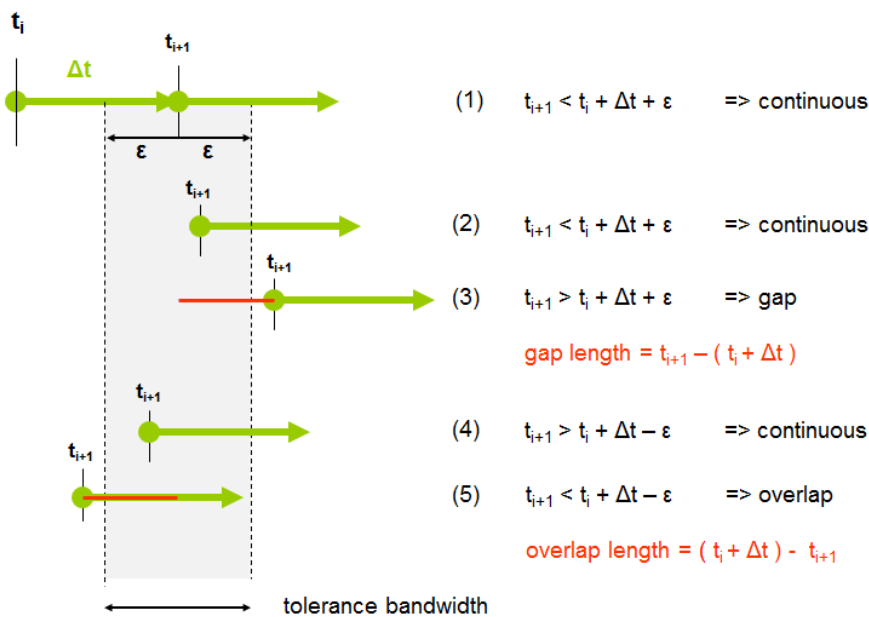 tᵢ
tᵢ₊₁
Δt
(1) tᵢ₊₁ < tᵢ + Δt + ε => continuous
ε ε
tᵢ₊₁
(2) tᵢ₊₁ < tᵢ + Δt + ε => continuous
tᵢ₊₁
(3) tᵢ₊₁ > tᵢ + Δt + ε => gap
gap length = tᵢ₊₁ – ( tᵢ + Δt )
tᵢ₊₁
(4) tᵢ₊₁ > tᵢ + Δt – ε => continuous
tᵢ₊₁
(5) tᵢ₊₁ < tᵢ + Δt – ε => overlap
overlap length = ( tᵢ + Δt ) - tᵢ₊₁
tolerance bandwidth